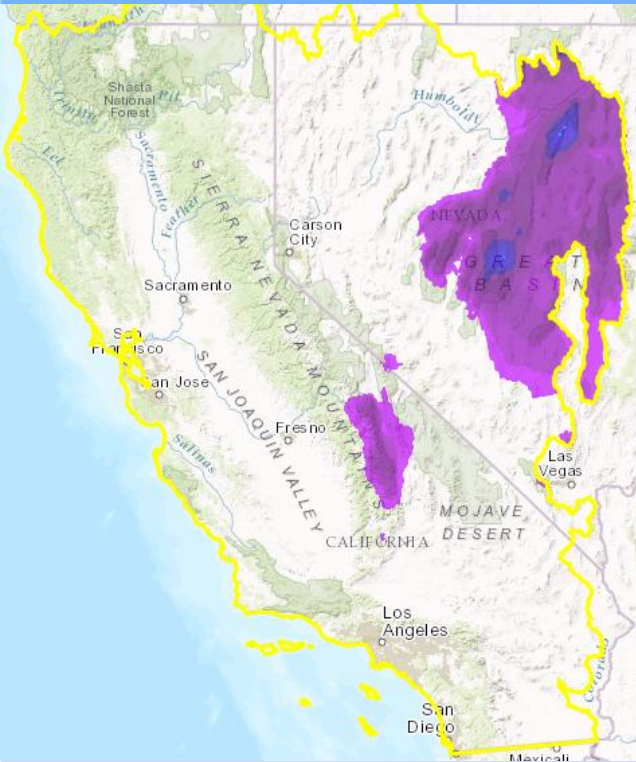 Klamath
Shasta
National
Forest
Pit
Trinity
Eel
Sacramento
Feather
Humboldt
SIERRA NEVADA MOUNTAINS
NEVADA
GREAT
BASIN
Carson
City
Sacramento
San
Francisco
San Jose
SAN JOAQUIN VALLEY
Fresno
Salinas
Las
Vegas
MOJAVE
DESERT
CALIFORNIA
Los
Angeles
Colorado
San
Diego
Mexicali